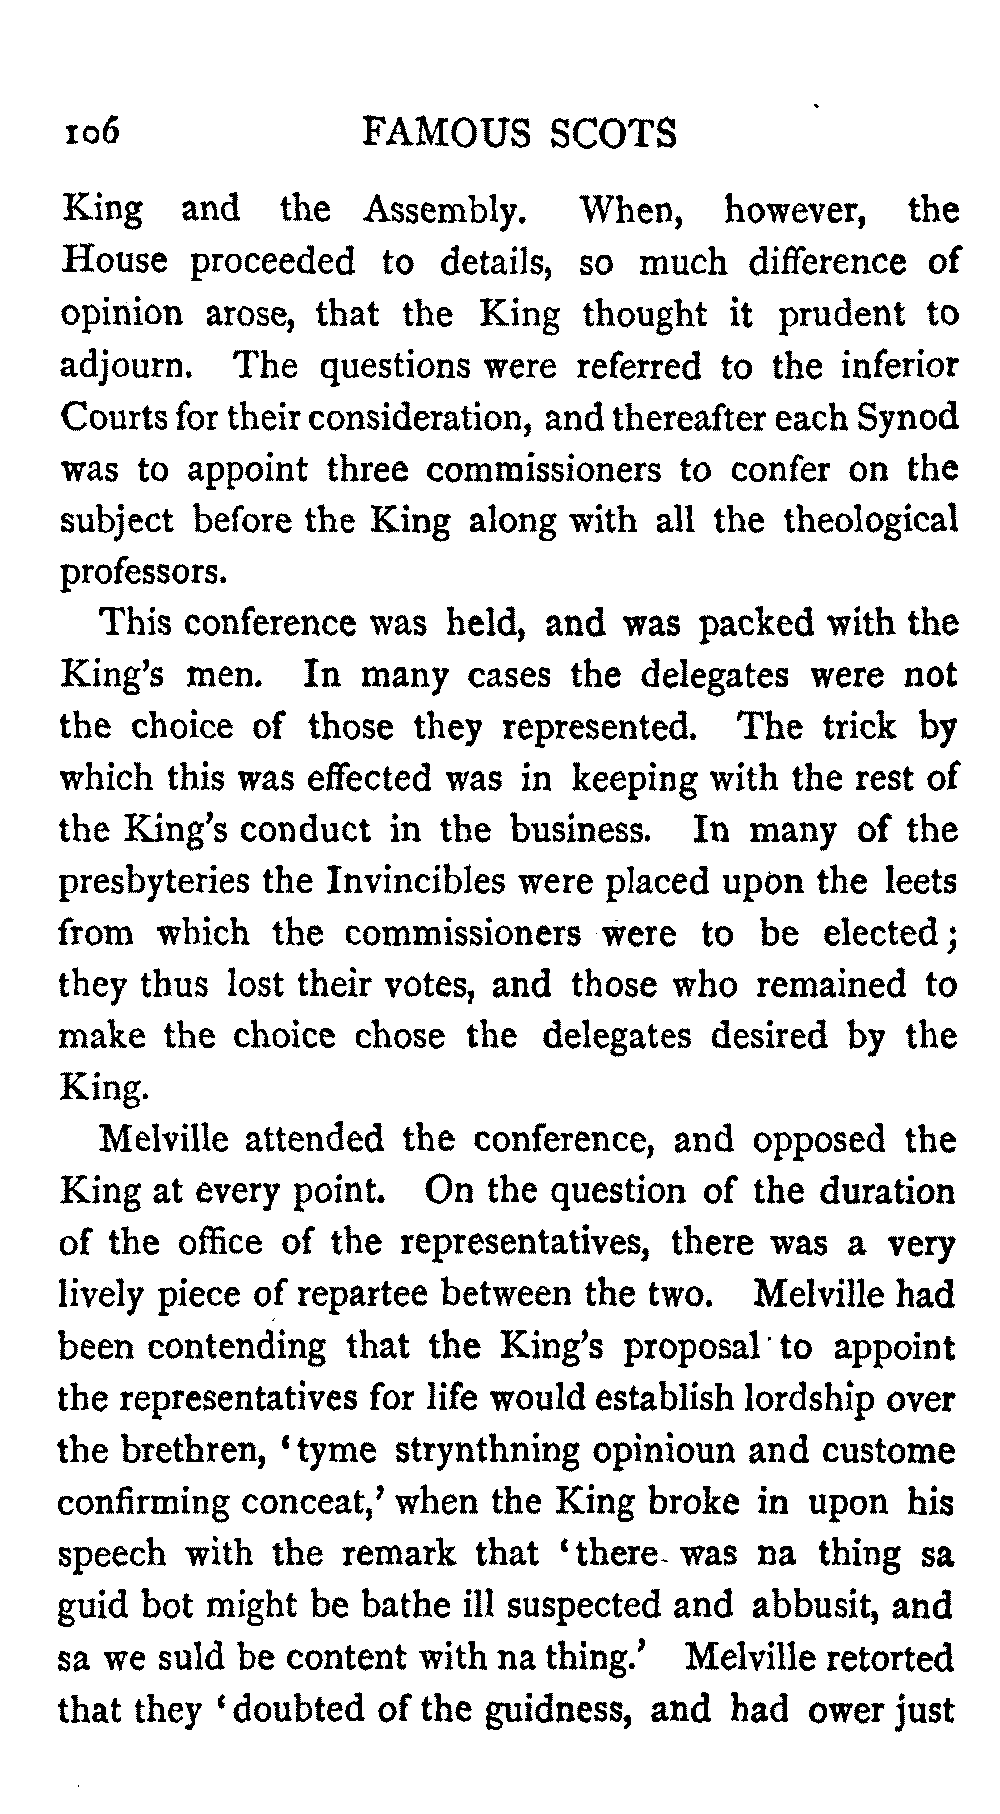 106 FAMOUS SCOTS
King and the Assembly. When, however, the
House proceeded to details, so much difference of
opinion arose, that the King thought it prudent to
adjourn. The questions were referred to the inferior
Courts for their consideration, and thereafter each Synod
was to appoint three commissioners to confer on the
subject before the King along with all the theological
professors.
This conference was held, and was packed with the
King's men. In many cases the delegates were not
the choice of those they represented. The trick by
which this was effected was in keeping with the rest of
the King's conduct in the business. In many of the
presbyteries the Invincibles were placed upon the leets
from which the commissioners were to be elected;
they thus lost their votes, and those who remained to
make the choice chose the delegates desired by the
King.
Melville attended the conference, and opposed the
King at every point. On the question of the duration
of the office of the representatives, there was a very
lively piece of repartee between the two. Melville had
been contending that the King's proposal to appoint
the representatives for life would establish lordship over
the brethren, 'tyme strynthning opinioun and custome
confirming conceat,' when the King broke in upon his
speech with the remark that 'there was na thing sa
guid bot might be bathe ill suspected and abbusit, and
sa we suld be content with na thing.' Melville retorted
that they 'doubted of the guidness, and had ower just